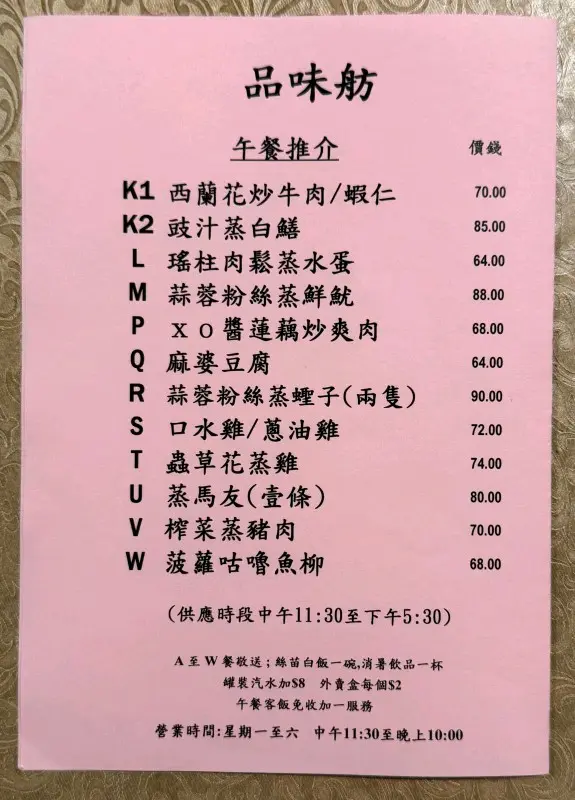 品味舫
午餐推介 價錢
K1 西蘭花炒牛肉/蝦仁 70.00
K2 豉汁蒸白鱔 85.00
L 瑤柱肉鬆蒸水蛋 64.00
M 蒜蓉粉絲蒸鮮魷 88.00
P XO醬蓮藕炒爽肉 68.00
Q 麻婆豆腐 64.00
R 蒜蓉粉絲蒸蟶子(兩隻) 90.00
S 口水雞/蔥油雞 72.00
T 蟲草花蒸雞 74.00
U 蒸馬友(壹條) 80.00
V 榨菜蒸豬肉 70.00
W 菠蘿咕嚕魚柳 68.00
(供應時段中午11:30至下午5:30)
A 至 W 餐敬送；絲苗白飯一碗,消暑飲品一杯
罐裝汽水加$8 外賣盒每個$2
午餐客飯免收加一服務
營業時間:星期一至六 中午11:30至晚上10:00